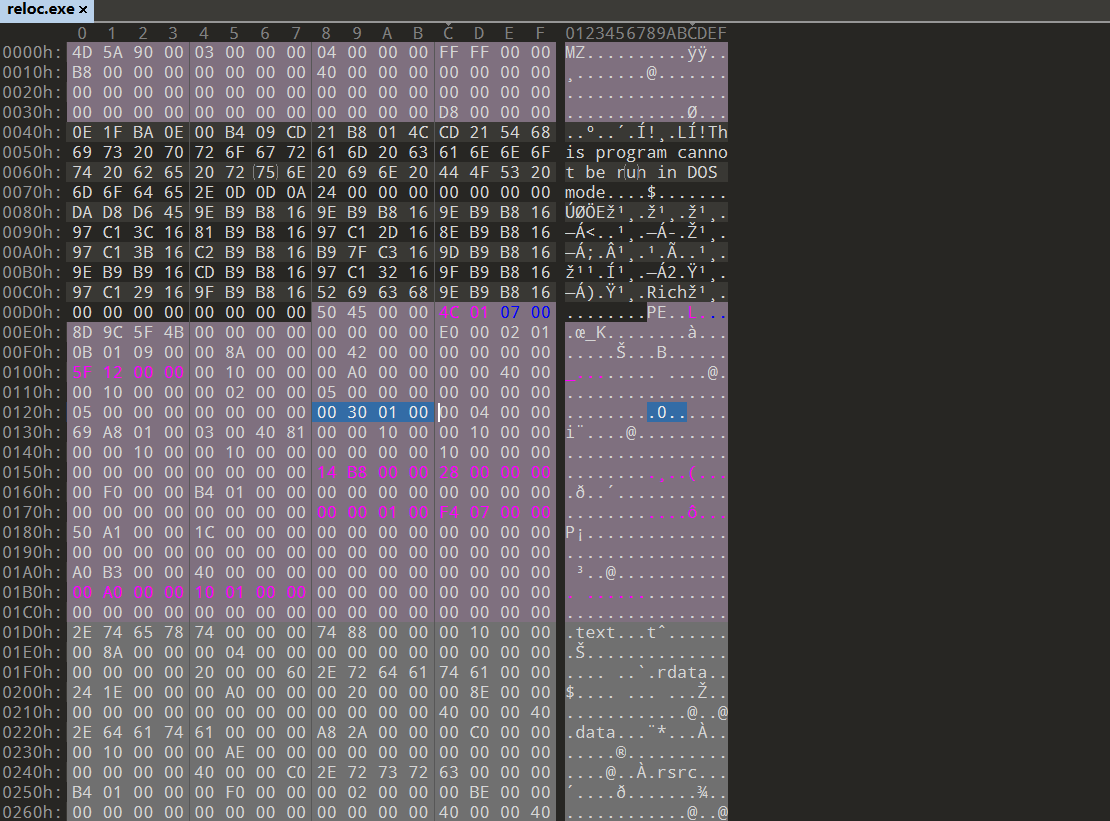 reloc.exe ×
0 1 2 3 4 5 6 7 8 9 A B C D E F 0123456789ABCDEF
0000h: 4D 5A 90 00 03 00 00 00 04 00 00 00 FF FF 00 00 MZ..........ÿÿ..
0010h: B8 00 00 00 00 00 00 00 40 00 00 00 00 00 00 00 ¸.......@.......
0020h: 00 00 00 00 00 00 00 00 00 00 00 00 00 00 00 00 ................
0030h: 00 00 00 00 00 00 00 00 00 00 00 00 D8 00 00 00 ............Ø...
0040h: 0E 1F BA 0E 00 B4 09 CD 21 B8 01 4C CD 21 54 68 ..º..´.Í!¸.LÍ!Th
0050h: 69 73 20 70 72 6F 67 72 61 6D 20 63 61 6E 6E 6F is program canno
0060h: 74 20 62 65 20 72 75 6E 20 69 6E 20 44 4F 53 20 t be run in DOS
0070h: 6D 6F 64 65 2E 0D 0D 0A 24 00 00 00 00 00 00 00 mode....$.......
0080h: DA D8 D6 45 9E B9 B8 16 9E B9 B8 16 9E B9 B8 16 ÚØÖEž¹¸.ž¹¸.ž¹¸.
0090h: 97 C1 3C 16 81 B9 B8 16 97 C1 2D 16 8E B9 B8 16 —Á<..¹¸.—Á-.Ž¹¸.
00A0h: 97 C1 3B 16 C2 B9 B8 16 B9 7F C3 16 9D B9 B8 16 —Á;.¹¸.¹.Ã..¹¸.
00B0h: 9E B9 B9 16 CD B9 B8 16 97 C1 32 16 9F B9 B8 16 ž¹¹.͹¸.—Á2.Ÿ¹¸.
00C0h: 97 C1 29 16 9F B9 B8 16 52 69 63 68 9E B9 B8 16 —Á).Ÿ¹¸.Richž¹¸.
00D0h: 00 00 00 00 00 00 00 00 50 45 00 00 4C 01 07 00 ........PE..L...
00E0h: 8D 9C 5F 4B 00 00 00 00 00 00 00 00 E0 00 02 01 .œ_K........à...
00F0h: 0B 01 09 00 00 8A 00 00 00 42 00 00 00 00 00 00 .....Š...B......
0100h: 5F 12 00 00 00 10 00 00 00 A0 00 00 00 00 40 00 _....... ....@.
0110h: 00 10 00 00 00 02 00 00 05 00 00 00 00 00 00 00 ................
0120h: 05 00 00 00 00 00 00 00 00 30 01 00 00 04 00 00 .........0......
0130h: 69 A8 01 00 03 00 40 81 00 00 10 00 00 10 00 00 i¨....@.........
0140h: 00 00 10 00 00 10 00 00 00 00 00 00 10 00 00 00 ................
0150h: 00 00 00 00 00 00 00 00 14 B8 00 00 28 00 00 00 .........¸..(...
0160h: 00 F0 00 00 B4 01 00 00 00 00 00 00 00 00 00 00 .ð..´...........
0170h: 00 00 00 00 00 00 00 00 00 00 01 00 F4 07 00 00 ............ô...
0180h: 50 A1 00 00 1C 00 00 00 00 00 00 00 00 00 00 00 P¡..............
0190h: 00 00 00 00 00 00 00 00 00 00 00 00 00 00 00 00 ................
01A0h: A0 B3 00 00 40 00 00 00 00 00 00 00 00 00 00 00 ³..@...........
01B0h: 00 A0 00 00 10 01 00 00 00 00 00 00 00 00 00 00 . ..............
01C0h: 00 00 00 00 00 00 00 00 00 00 00 00 00 00 00 00 ................
01D0h: 2E 74 65 78 74 00 00 00 74 88 00 00 00 10 00 00 .text...tˆ......
01E0h: 00 8A 00 00 00 04 00 00 00 00 00 00 00 00 00 00 .Š..............
01F0h: 00 00 00 00 20 00 00 60 2E 72 64 61 74 61 00 00 .... ..`.rdata..
0200h: 24 1E 00 00 00 A0 00 00 00 20 00 00 00 8E 00 00 $.... ... ...Ž..
0210h: 00 00 00 00 00 00 00 00 00 00 00 00 40 00 00 40 ............@..@
0220h: 2E 64 61 74 61 00 00 00 A8 2A 00 00 00 C0 00 00 .data...¨*...À..
0230h: 00 10 00 00 00 AE 00 00 00 00 00 00 00 00 00 00 .....®..........
0240h: 00 00 00 00 40 00 00 C0 2E 72 73 72 63 00 00 00 ....@..À.rsrc...
0250h: B4 01 00 00 00 F0 00 00 00 02 00 00 00 BE 00 00 ´....ð.......¾..
0260h: 00 00 00 00 00 00 00 00 00 00 00 00 40 00 00 40 ............@..@